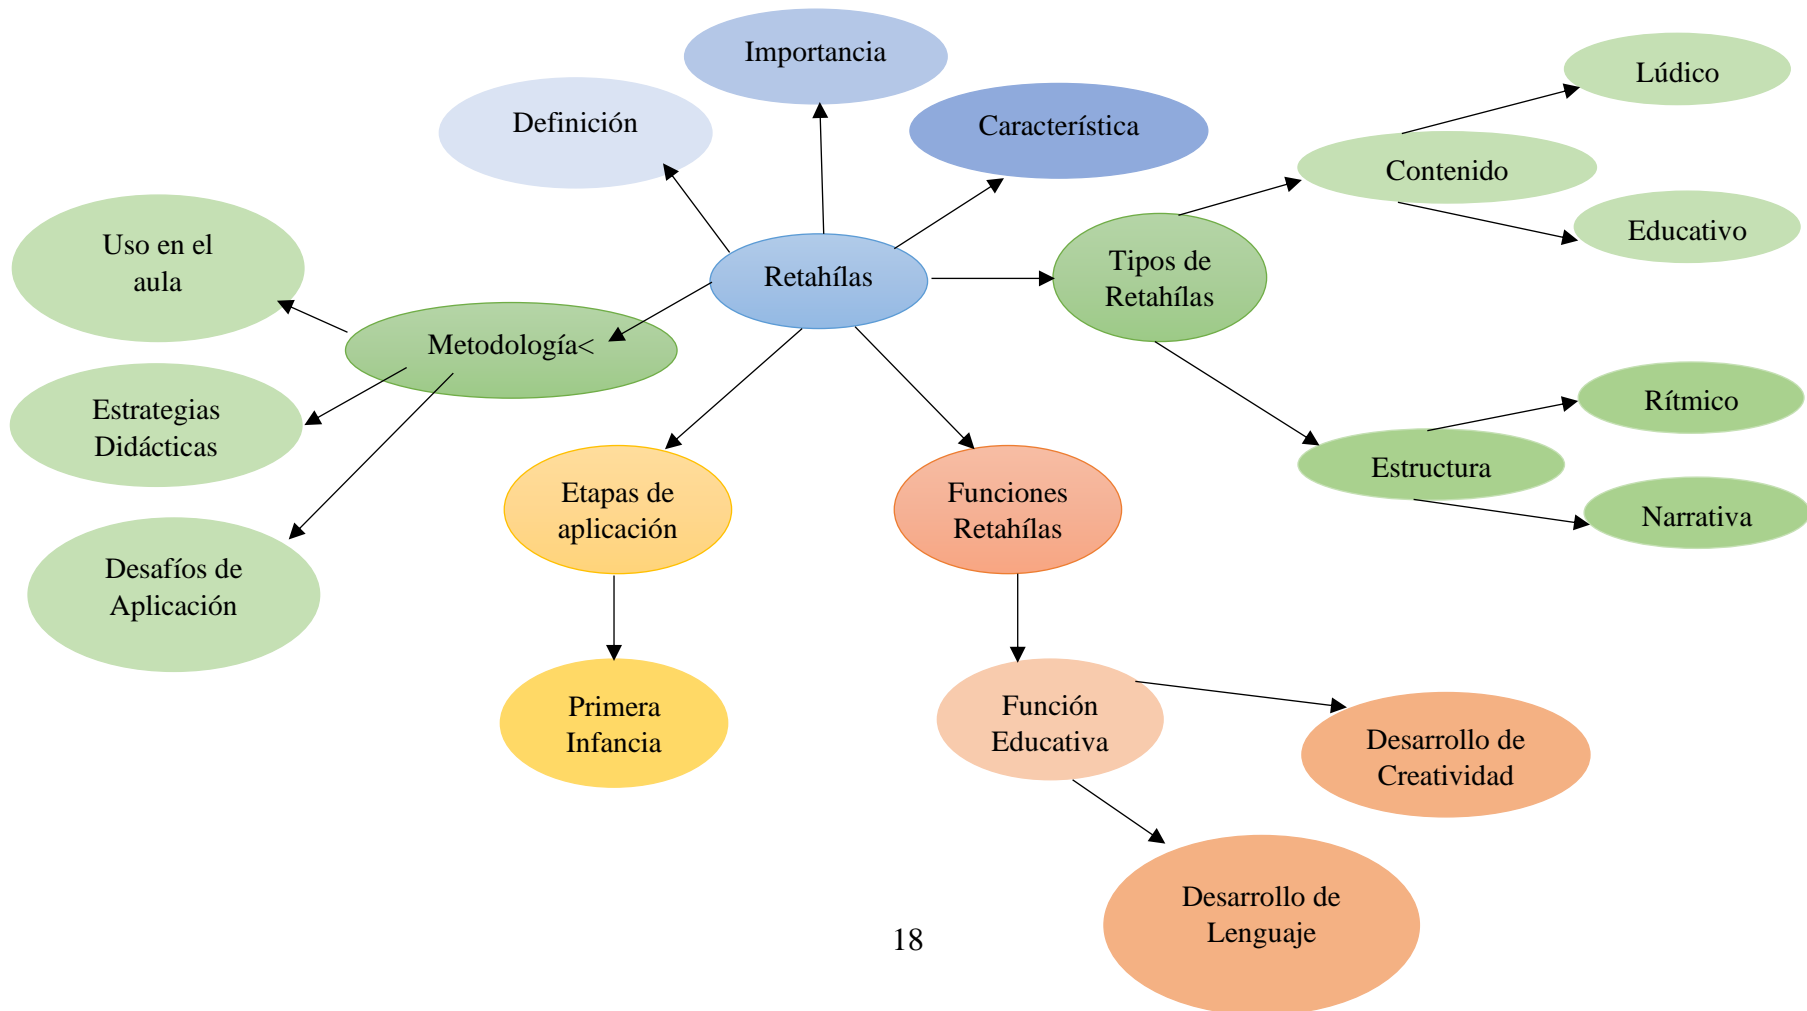 Importancia
Definición
Característica
Lúdico
Contenido
Educativo
Uso en el
aula
Retahílas
Tipos de
Retahílas
Metodología<
Estrategias
Didácticas
Rítmico
Estructura
Narrativa
Etapas de
aplicación
Funciones
Retahílas
Desafíos de
Aplicación
Primera
Infancia
Función
Educativa
Desarrollo de
Creatividad
Desarrollo de
Lenguaje
18